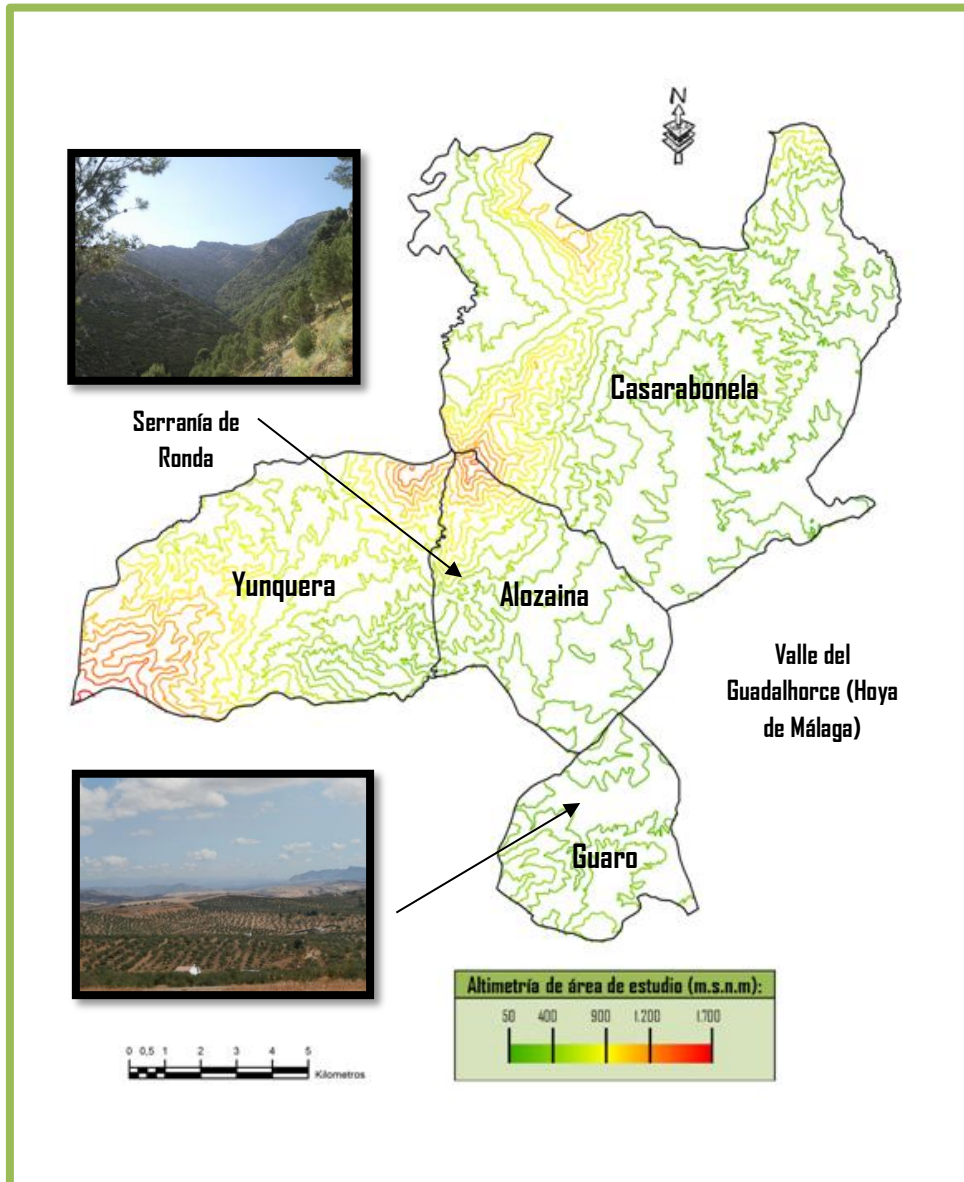 N
Casarabonela
Serranía de
Ronda
Yunquera
Alozaina
Valle del
Guadalhorce (Hoya
de Málaga)
Guaro
Altimetría de área de estudio (m.s.n.m):
50 400 900 1.200 1.700
0 0,5 1 2 3 4 5
Kilometros